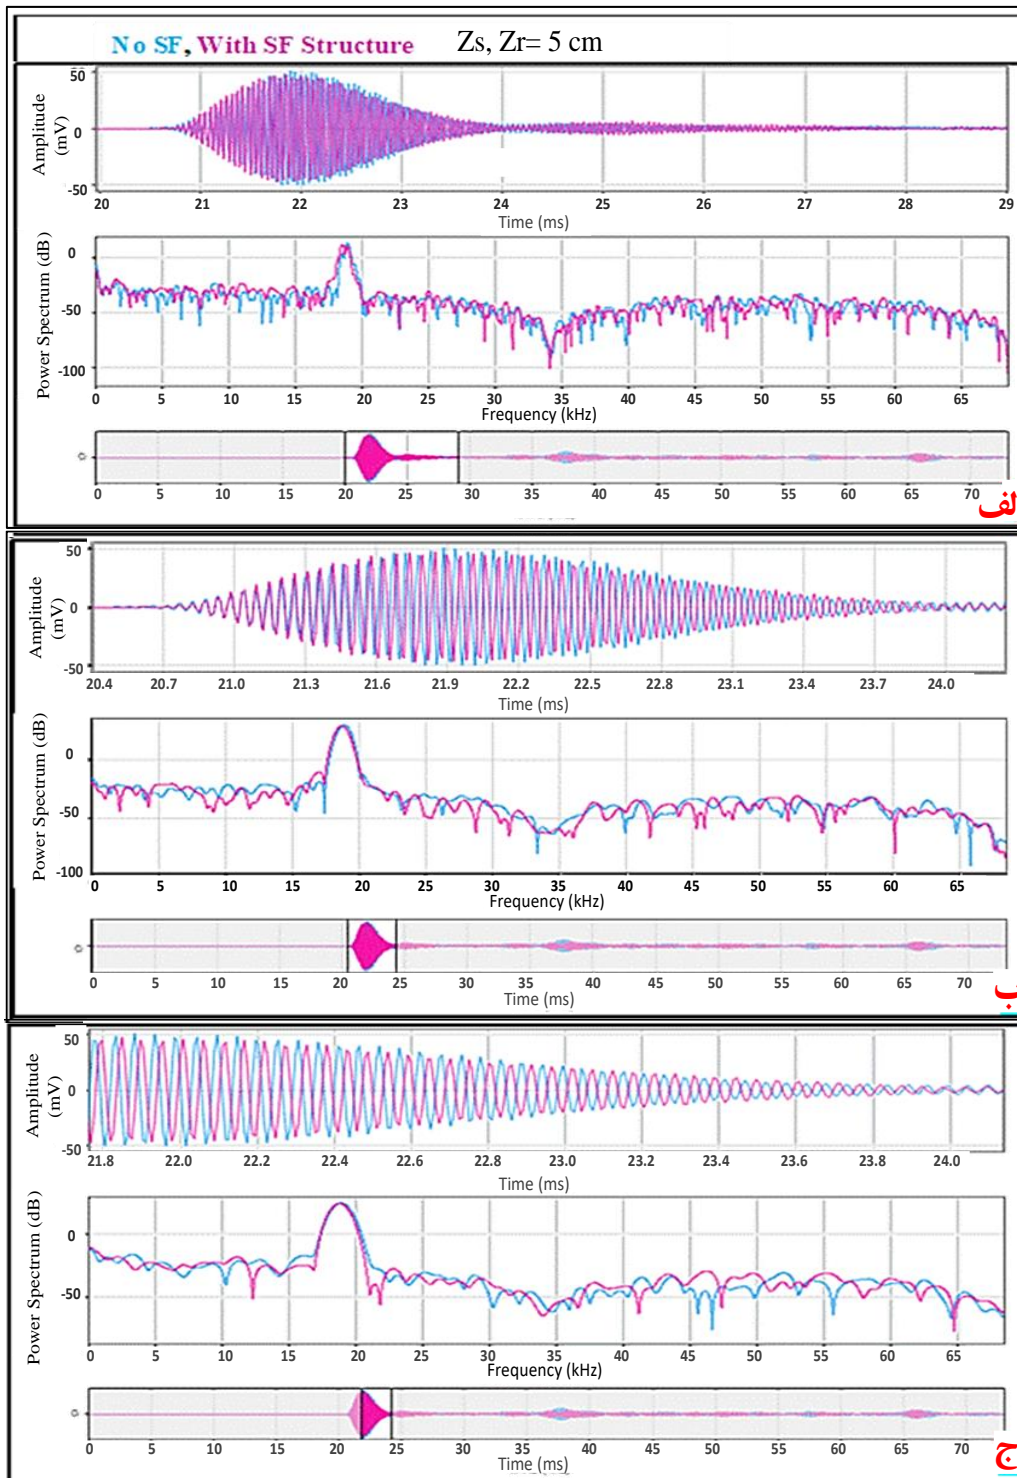 No SF, With SF Structure Zs, Zr= 5 cm
Amplitude
(mV)
50
0
-50
20 21 22 23 24 25 26 27 28 29
Time (ms)
Power Spectrum (dB)
0
-50
-100
0 5 10 15 20 25 30 35 40 45 50 55 60 65
Frequency (kHz)
0 5 10 15 20 25 30 35 40 45 50 55 60 65 70
الف
Amplitude
(mV)
50
0
-50
20.4 20.7 21.0 21.3 21.6 21.9 22.2 22.5 22.8 23.1 23.4 23.7 24.0
Time (ms)
Power Spectrum (dB)
0
-50
-100
0 5 10 15 20 25 30 35 40 45 50 55 60 65
Frequency (kHz)
0 5 10 15 20 25 30 35 40 45 50 55 60 65 70
Time (ms)
ب
Amplitude
(mV)
50
0
-50
21.8 22.0 22.2 22.4 22.6 22.8 23.0 23.2 23.4 23.6 23.8 24.0
Time (ms)
Power Spectrum (dB)
0
-50
0 5 10 15 20 25 30 35 40 45 50 55 60 65
Frequency (kHz)
0 5 10 15 20 25 30 35 40 45 50 55 60 65 70
Time (ms)
ج